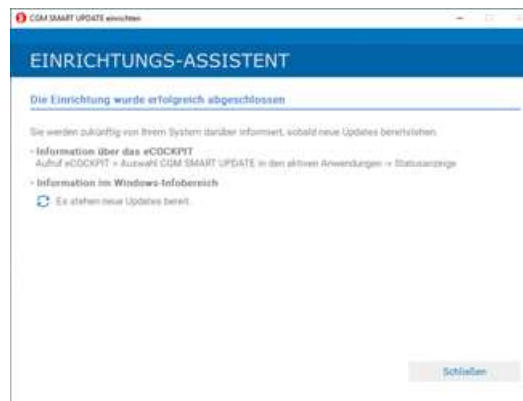 CGM SMART UPDATE einrichten
EINRICHTUNGS-ASSISTENT
Die Einrichtung wurde erfolgreich abgeschlossen
Sie werden zukünftig von Ihrem System darüber informiert, sobald neue Updates bereitstehen.
- Information über das eCOCKPIT
Aufruf eCOCKPIT > Auswahl CGM SMART UPDATE in den aktiven Anwendungen -> Statusanzeige
- Information im Windows-Infobereich
Es stehen neue Updates bereit.
Schließen